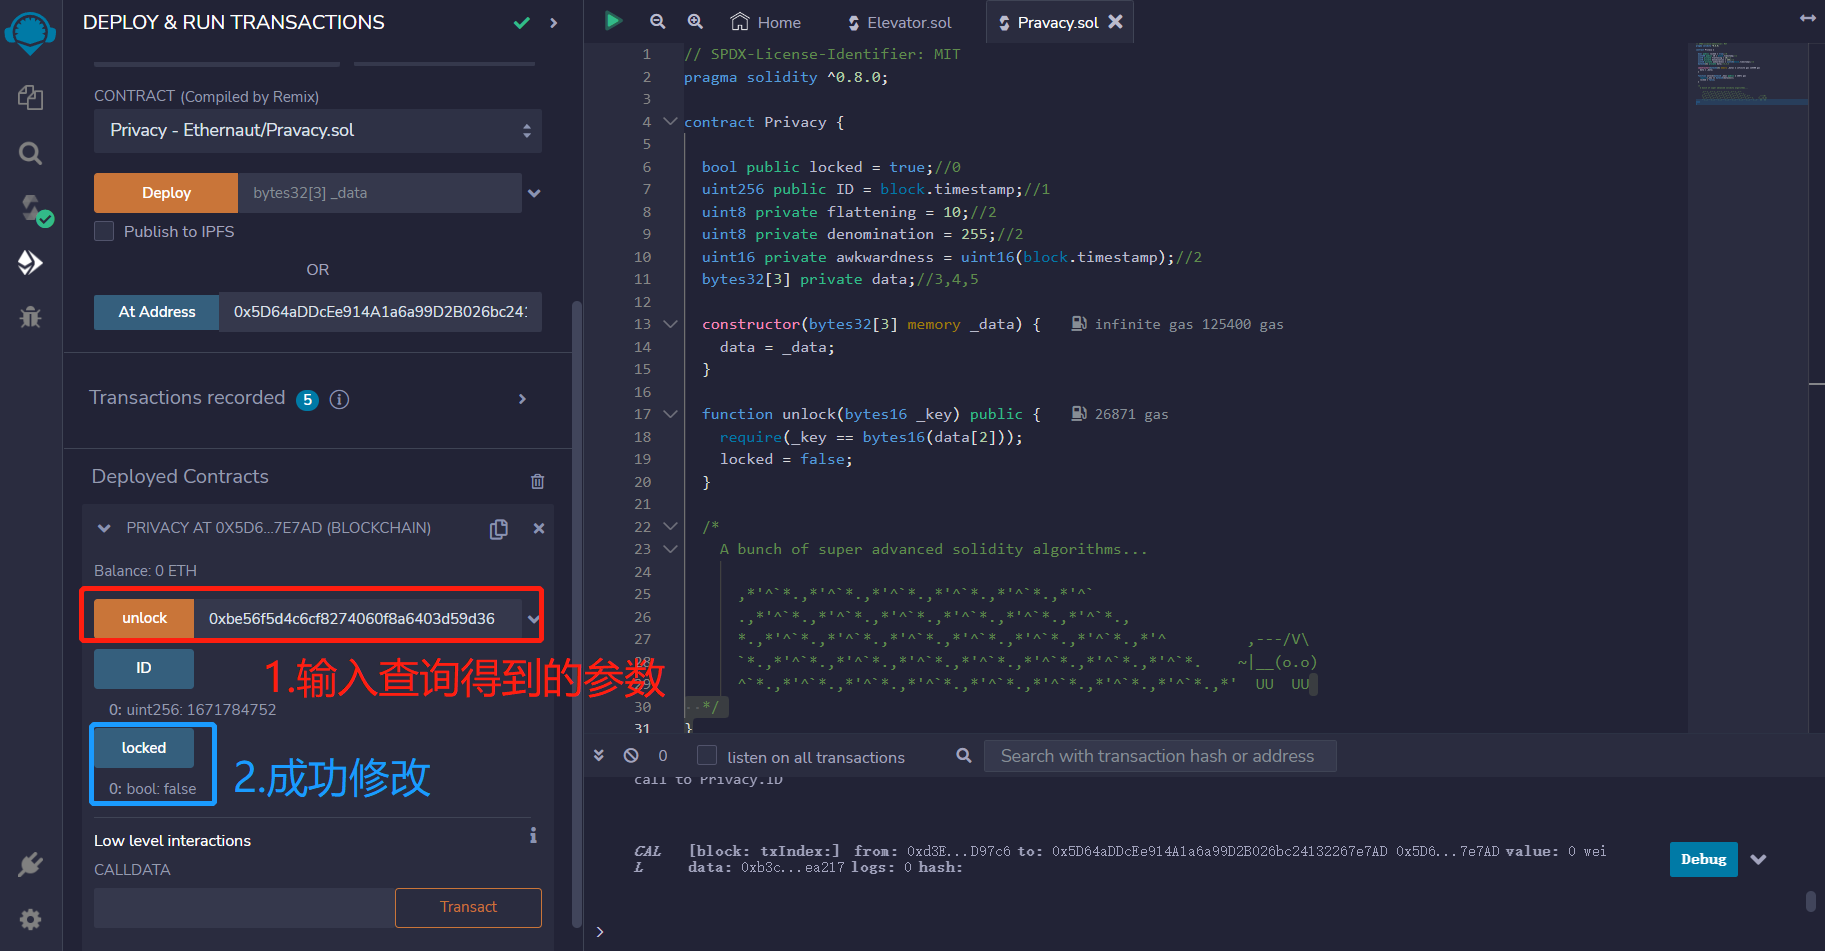 DEPLOY & RUN TRANSACTIONS
CONTRACT (Compiled by Remix)
Privacy - Ethernaut/Pravacy.sol
Deploy
bytes32[3] _data
Publish to IPFS
OR
At Address
0x5D64aDDcEe914A1a6a99D2B026bc241
Transactions recorded 5
Deployed Contracts
PRIVACY AT 0X5D6...7E7AD (BLOCKCHAIN)
Balance: 0 ETH
unlock
0xbe56f5d4c6cf8274060f8a6403d59d36
1.输入查询得到的参数
ID
0: uint256: 1671784752
locked
0: bool: false
2.成功修改
Low level interactions
CALLDATA
Transact
Home
Elevator.sol
Pravacy.sol
1 // SPDX-License-Identifier: MIT
2 pragma solidity ^0.8.0;
3
4 contract Privacy {
5
6 bool public locked = true;//0
7 uint256 public ID = block.timestamp;//1
8 uint8 private flattening = 10;//2
9 uint8 private denomination = 255;//2
10 uint16 private awkwardness = uint16(block.timestamp);//2
11 bytes32[3] private data;//3,4,5
12
13 constructor(bytes32[3] memory _data) { infinite gas 125400 gas
14 data = _data;
15 }
16
17 function unlock(bytes16 _key) public { 26871 gas
18 require(_key == bytes16(data[2]));
19 locked = false;
20 }
21
22 /*
23 A bunch of super advanced solidity algorithms...
24
25 ,*'^`*.,*'^`*.,*'^`*.,*'^`*.,*'^`*.,*'^`
26 .,*'^`*.,*'^`*.,*'^`*.,*'^`*.,*'^`*.,*'^`*.,
27 *.,*'^`*.,*'^`*.,*'^`*.,*'^`*.,*'^`*.,*'^`*.,*'^ ,---/V\
28 `*.,*'^`*.,*'^`*.,*'^`*.,*'^`*.,*'^`*.,*'^`*.,*'^`*. ~|__(o.o)
29 ^`*.,*'^`*.,*'^`*.,*'^`*.,*'^`*.,*'^`*.,*'^`*.,*'^`*.,*' UU UU
30 */
31 }
0
listen on all transactions
Search with transaction hash or address
call to Privacy.ID
CAL
L
[block: txIndex:] from: 0xd3E...D97c6 to: 0x5D64aDDcEe914A1a6a99D2B026bc24132267e7AD 0x5D6...7e7AD value: 0 wei
data: 0xb3c...ea217 logs: 0 hash:
Debug
>